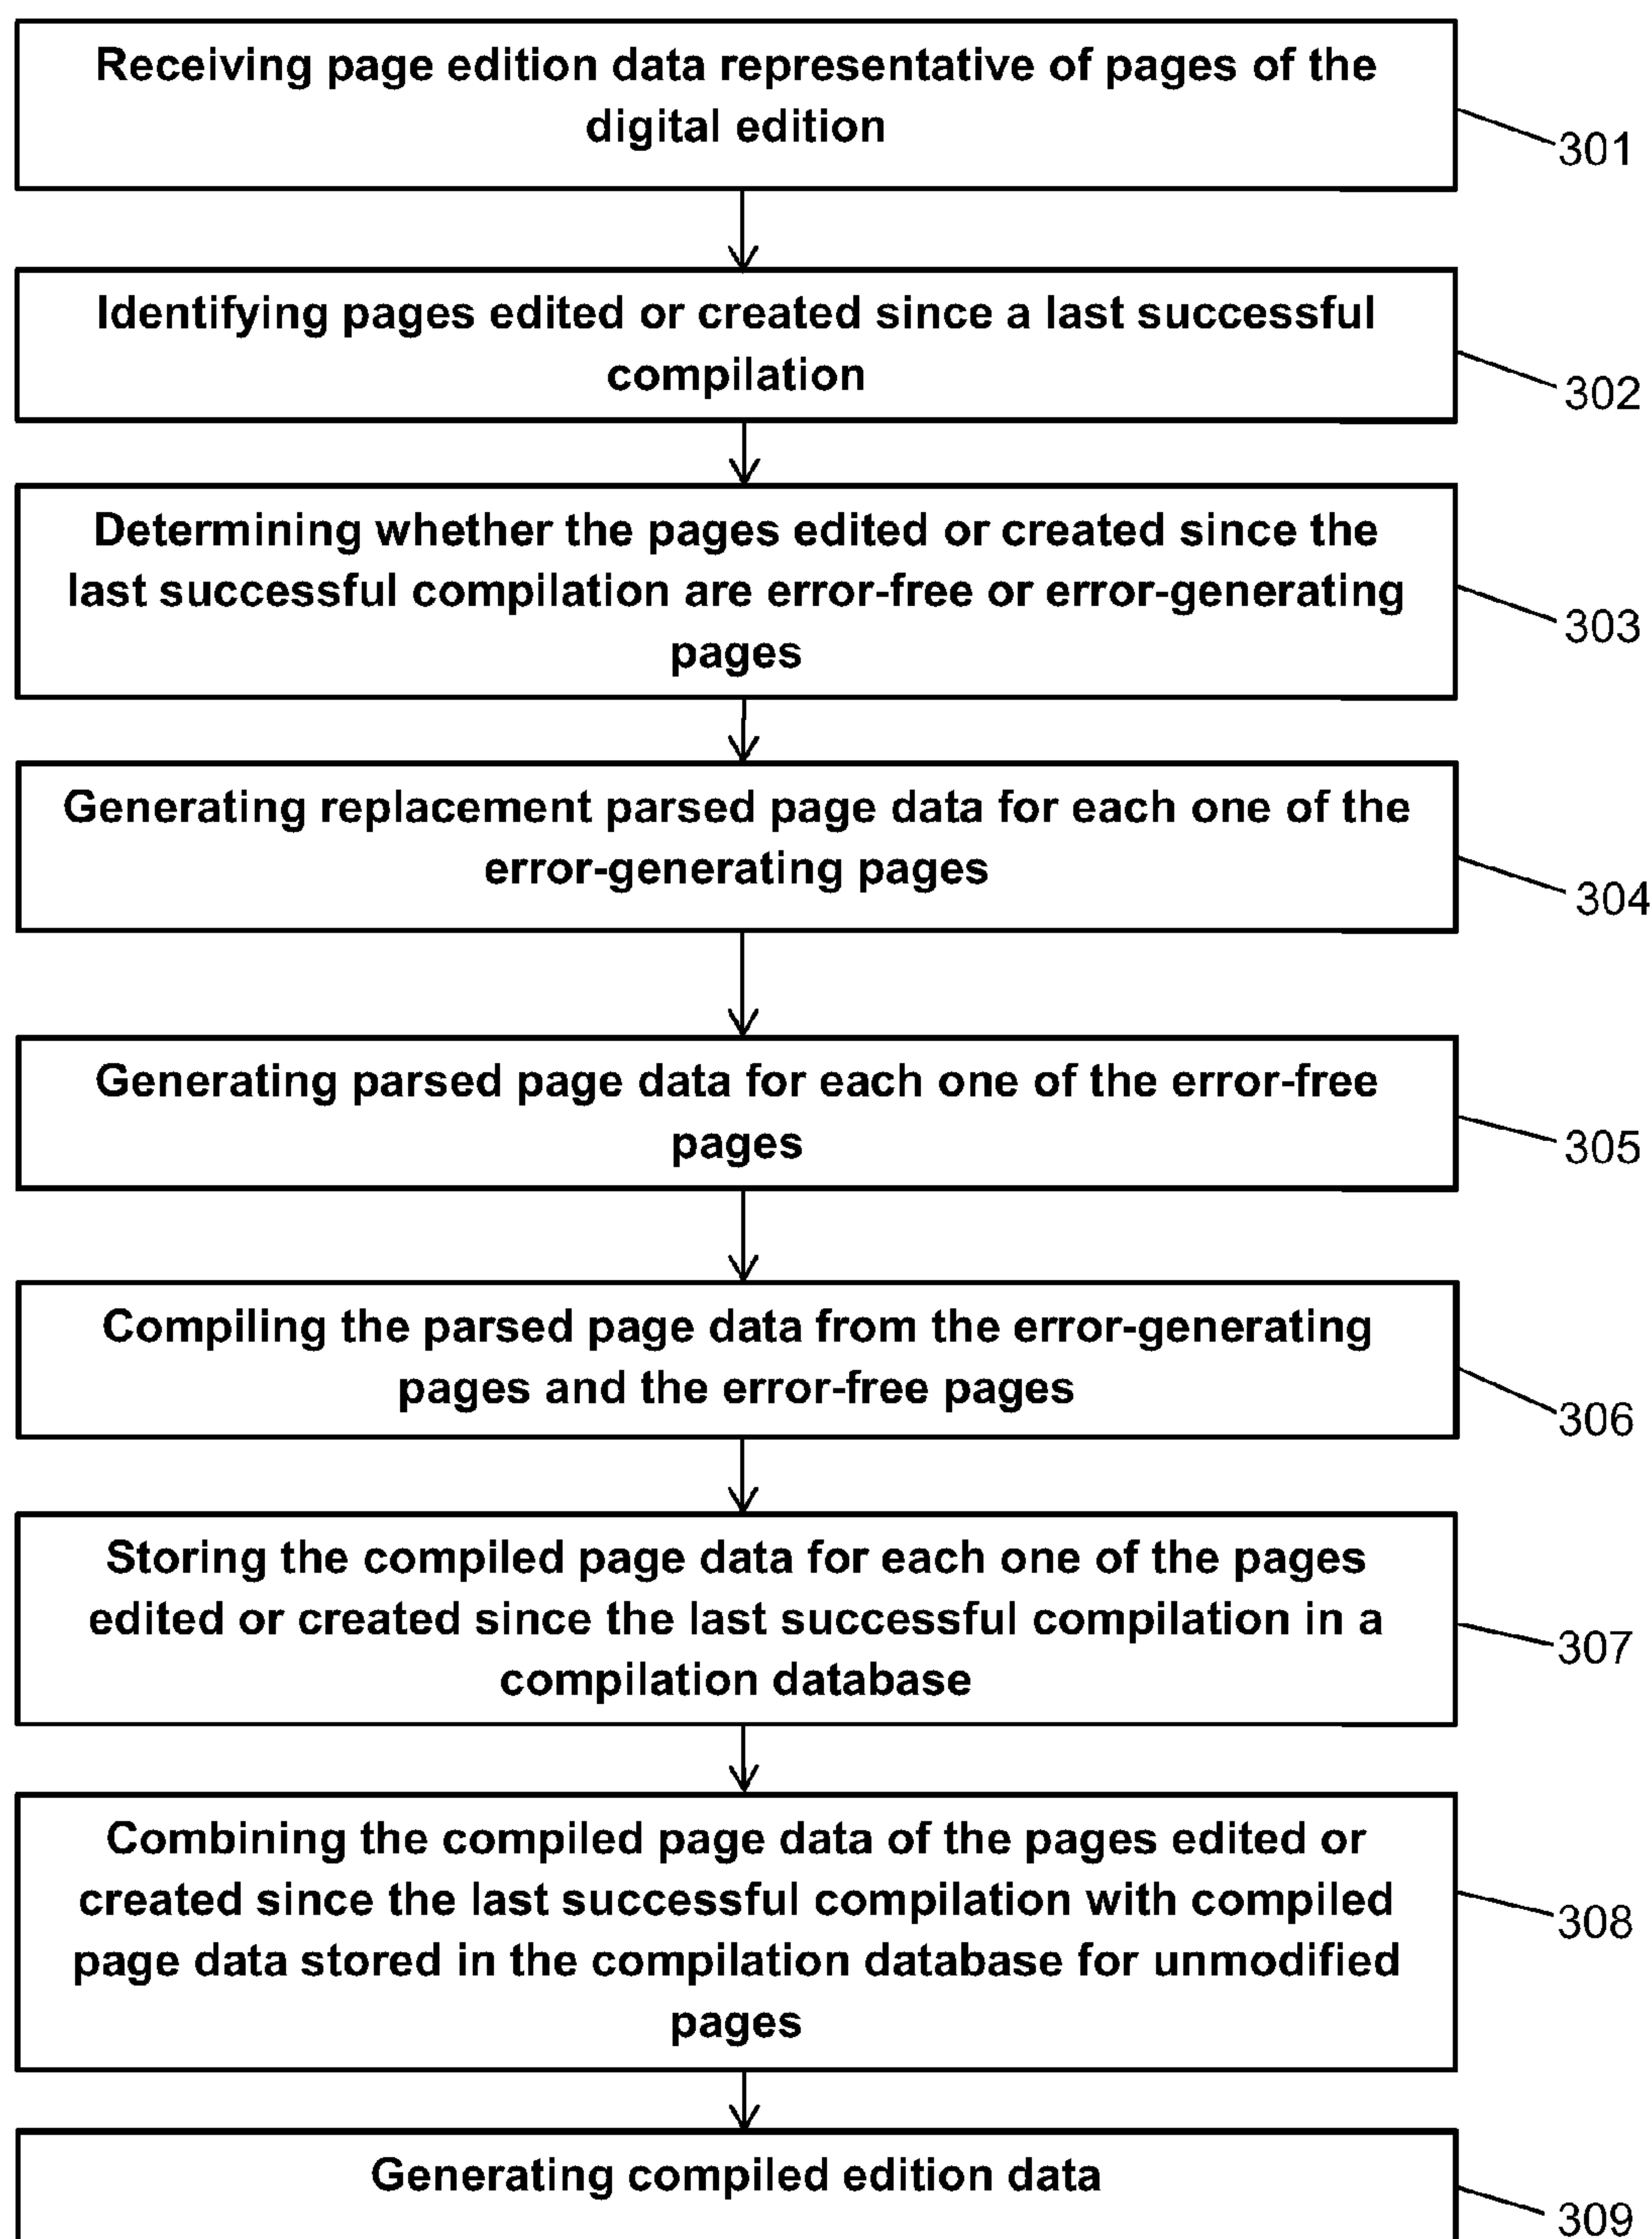 Receiving page edition data representative of pages of the
digital edition
301
Identifying pages edited or created since a last successful
compilation
302
Determining whether the pages edited or created since the
last successful compilation are error-free or error-generating
pages
303
Generating replacement parsed page data for each one of the
error-generating pages
304
Generating parsed page data for each one of the error-free
pages
305
Compiling the parsed page data from the error-generating
pages and the error-free pages
306
Storing the compiled page data for each one of the pages
edited or created since the last successful compilation in a
compilation database
307
Combining the compiled page data of the pages edited or
created since the last successful compilation with compiled
page data stored in the compilation database for unmodified
pages
308
Generating compiled edition data
309